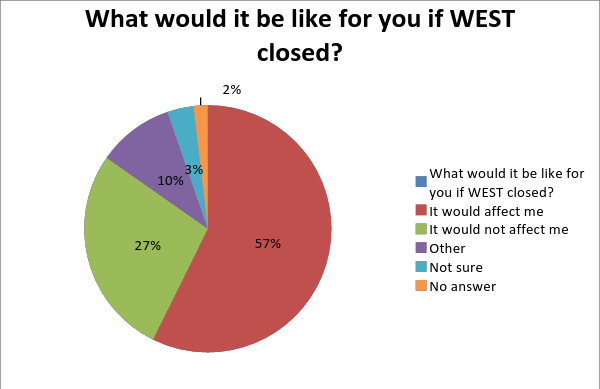 What would it be like for you if WEST
closed?
2%
3%
10%
27%
57%
What would it be like for
you if WEST closed?
It would affect me
It would not affect me
Other
Not sure
No answer